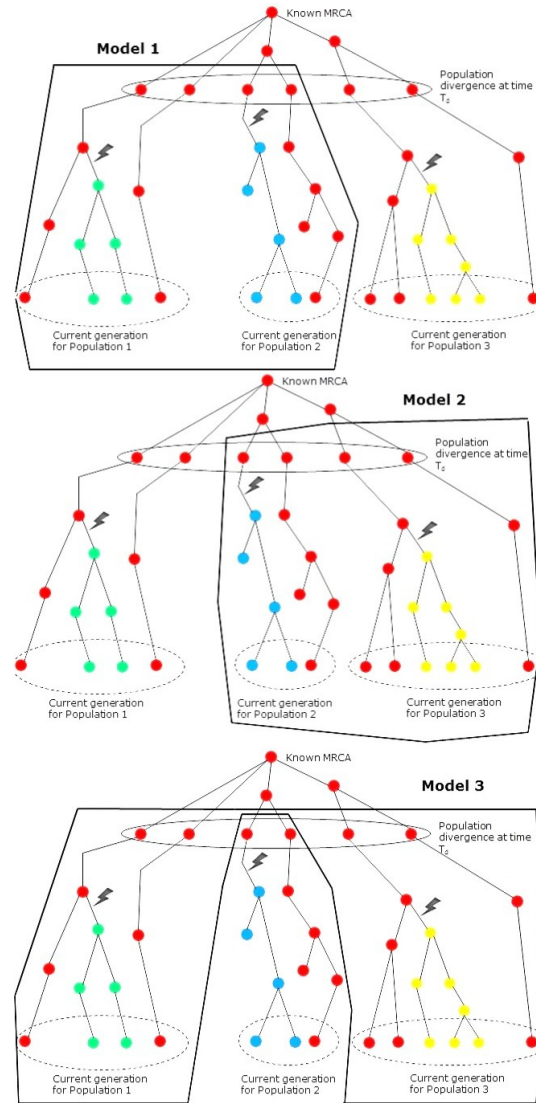 Known MRCA
Model 1
Population
divergence at time
T_s
Current generation
for Population 1
Current generation
for Population 2
Current generation
for Population 3
Known MRCA
Model 2
Population
divergence at time
T_s
Current generation
for Population 1
Current generation
for Population 2
Current generation
for Population 3
Known MRCA
Model 3
Population
divergence at time
T_s
Current generation
for Population 1
Current generation
for Population 2
Current generation
for Population 3